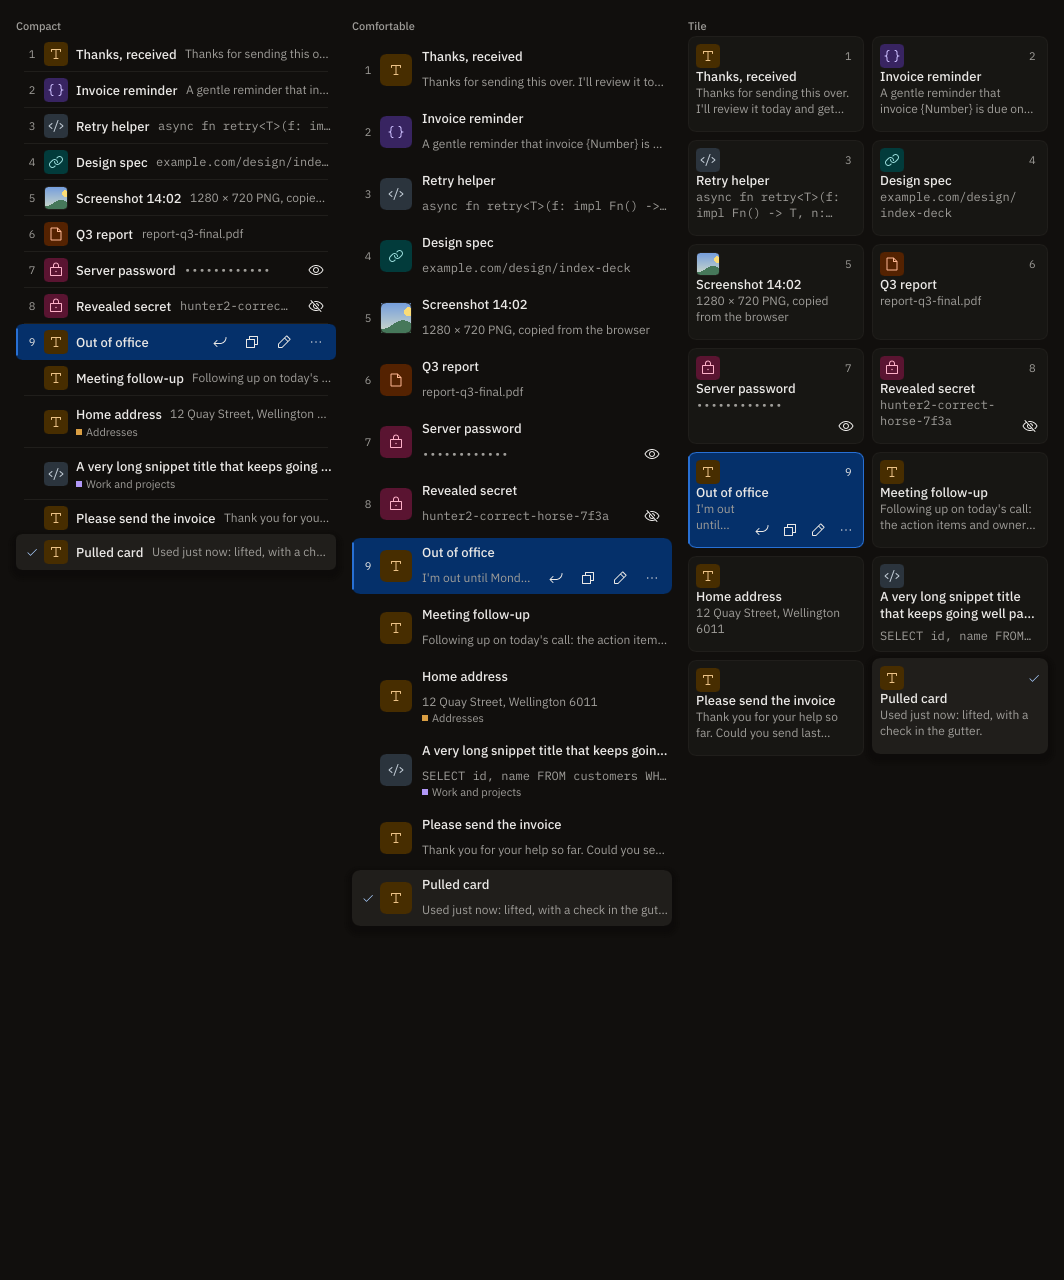 Compact
1 T Thanks, received Thanks for sending this o...
2 { } Invoice reminder A gentle reminder that in...
3 </> Retry helper async fn retry<T>(f: im...
4 Design spec example.com/design/inde...
5 Screenshot 14:02 1280 × 720 PNG, copie...
6 Q3 report report-q3-final.pdf
7 Server password ••••••••••••
8 Revealed secret hunter2-correc...
9 T Out of office ...
T Meeting follow-up Following up on today's ...
T Home address 12 Quay Street, Wellington ...
Addresses
</> A very long snippet title that keeps going ...
Work and projects
T Please send the invoice Thank you for you...
T Pulled card Used just now: lifted, with a ch...
Comfortable
1 T Thanks, received
Thanks for sending this over. I'll review it to...
2 { } Invoice reminder
A gentle reminder that invoice {Number} is ...
3 </> Retry helper
async fn retry<T>(f: impl Fn() ->...
4 Design spec
example.com/design/index-deck
5 Screenshot 14:02
1280 × 720 PNG, copied from the browser
6 Q3 report
report-q3-final.pdf
7 Server password
••••••••••••
8 Revealed secret
hunter2-correct-horse-7f3a
9 T Out of office
I'm out until Mond... ...
T Meeting follow-up
Following up on today's call: the action item...
T Home address
12 Quay Street, Wellington 6011
Addresses
</> A very long snippet title that keeps goin...
SELECT id, name FROM customers WH...
Work and projects
T Please send the invoice
Thank you for your help so far. Could you se...
T Pulled card
Used just now: lifted, with a check in the gut...
Tile
T 1
Thanks, received
Thanks for sending this over.
I'll review it today and get...
{ } 2
Invoice reminder
A gentle reminder that
invoice {Number} is due on...
</> 3
Retry helper
async fn retry<T>(f:
impl Fn() -> T, n:...
4
Design spec
example.com/design/
index-deck
5
Screenshot 14:02
1280 × 720 PNG, copied
from the browser
6
Q3 report
report-q3-final.pdf
7
Server password
••••••••••••
8
Revealed secret
hunter2-correct-
horse-7f3a
T 9
Out of office
I'm out
until... ...
T
Meeting follow-up
Following up on today's call:
the action items and owner...
T
Home address
12 Quay Street, Wellington
6011
</>
A very long snippet title
that keeps going well pa...
SELECT id, name FROM...
T
Please send the invoice
Thank you for your help so
far. Could you send last...
T
Pulled card
Used just now: lifted, with a
check in the gutter.